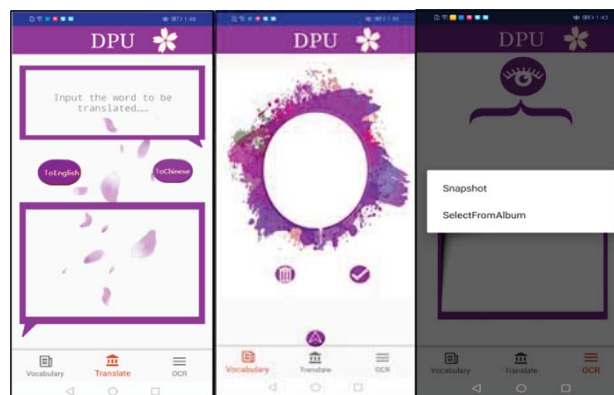 DPU
Input the word to be
translated……
ToEnglish
ToChinese
Vocabulary
Translate
OCR
DPU
Vocabulary
Translate
OCR
DPU
Snapshot
SelectFromAlbum
Vocabulary
Translate
OCR